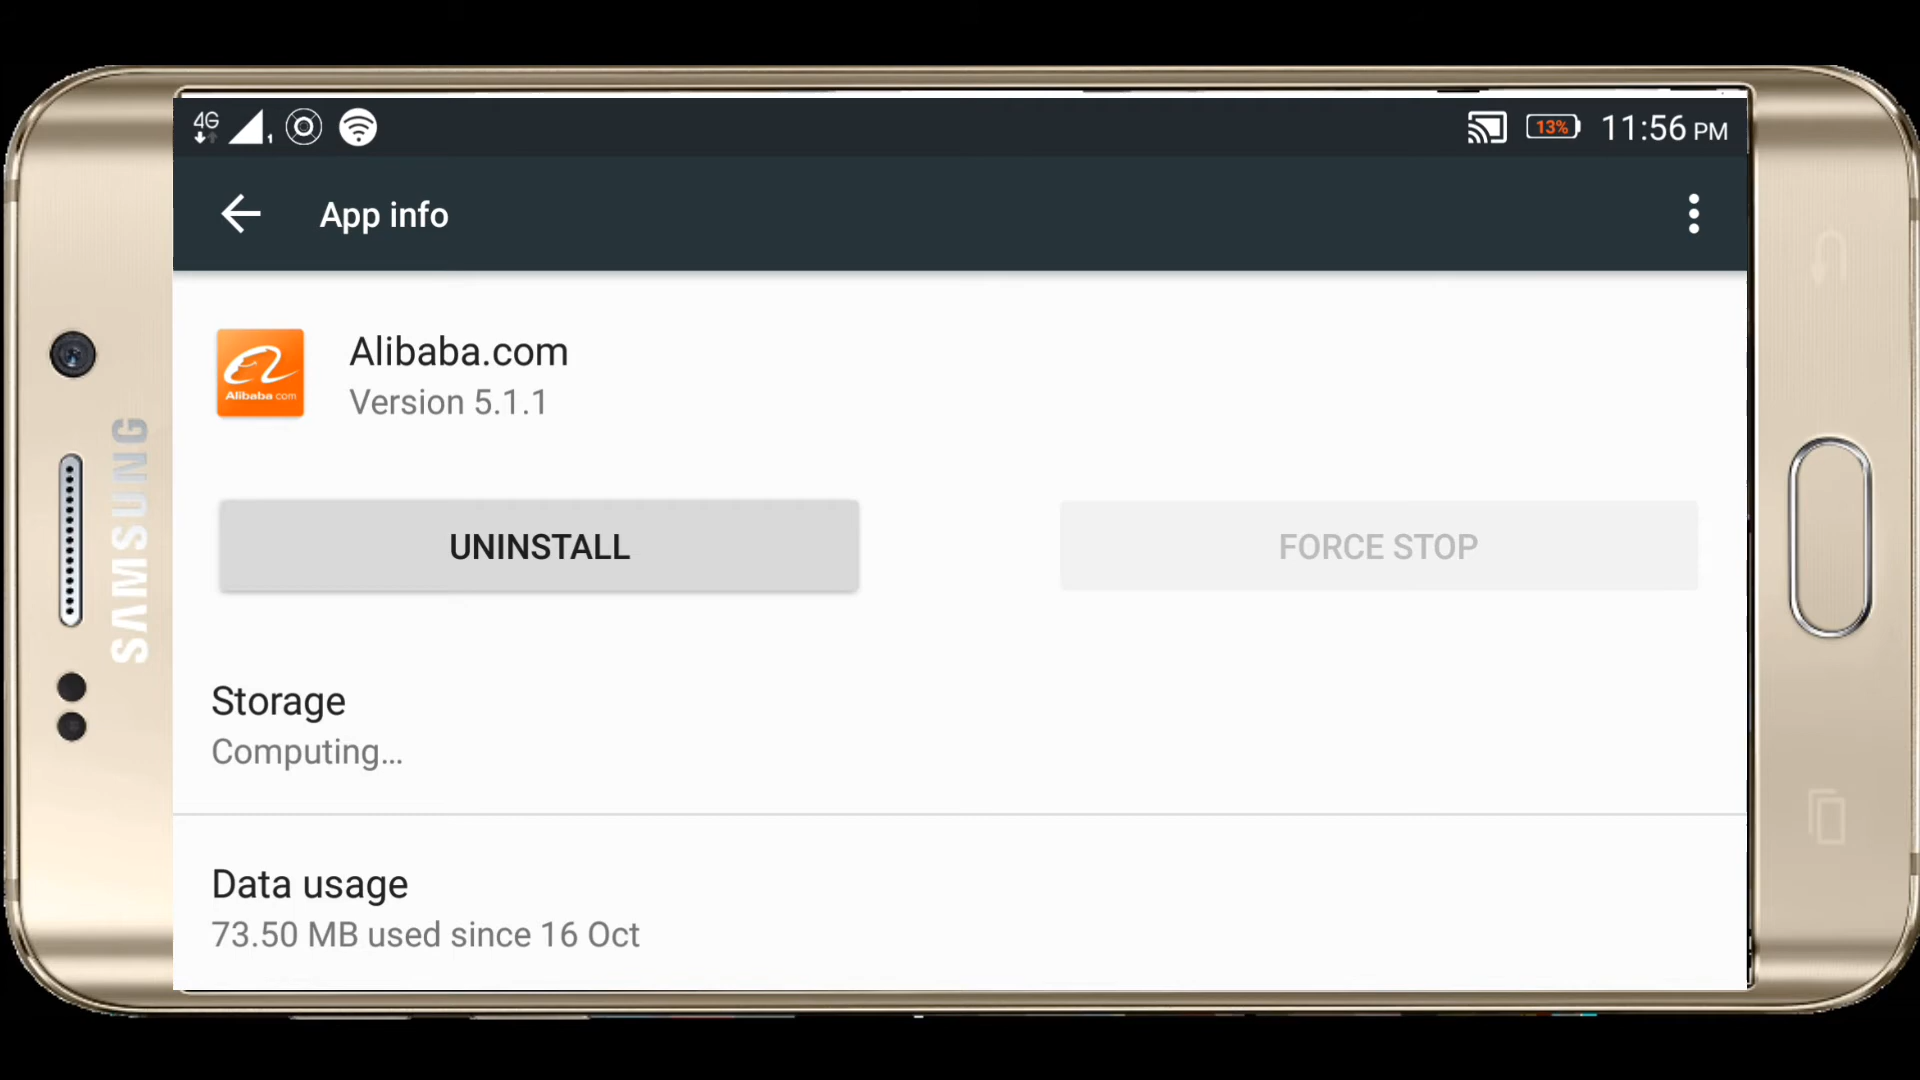 4G 1 13% 11:56 PM
App info
Alibaba.com
Alibaba.com
Version 5.1.1
UNINSTALL FORCE STOP
Storage
Computing...
Data usage
73.50 MB used since 16 Oct
SAMSUNG